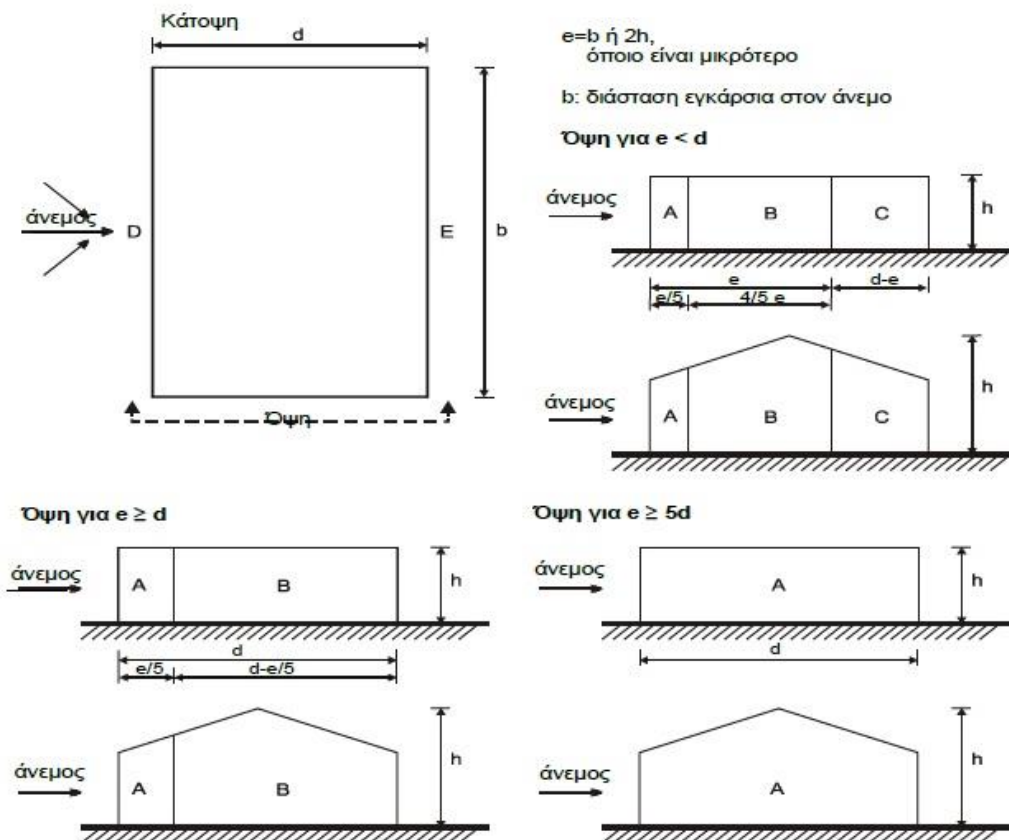 Κάτοψη
d
άνεμος
D
E
b
Όψη
e=b ή 2h,
όποιο είναι μικρότερο
b: διάσταση εγκάρσια στον άνεμο
Όψη για e < d
άνεμος
A
B
C
h
e
d-e
e/5
4/5 e
άνεμος
A
B
C
h
Όψη για e ≥ d
άνεμος
A
B
h
d
e/5
d-e/5
άνεμος
A
B
h
Όψη για e ≥ 5d
άνεμος
A
h
d
άνεμος
A
h